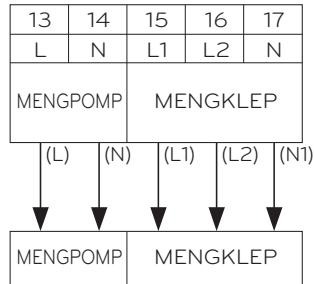 13 14 15 16 17
L N L1 L2 N
MENGPOMP MENGKLEP
(L) (N) (L1) (L2) (N1)
MENGPOMP MENGKLEP